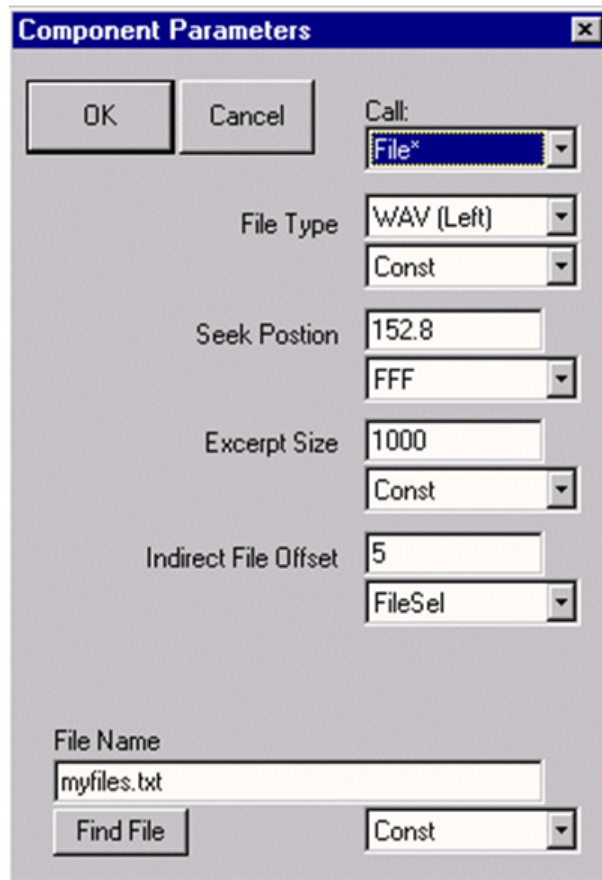 Component Parameters
OK
Cancel
Call:
File*
File Type
WAV (Left)
Const
Seek Postion
152.8
FFF
Excerpt Size
1000
Const
Indirect File Offset
5
FileSel
File Name
myfiles.txt
Find File
Const